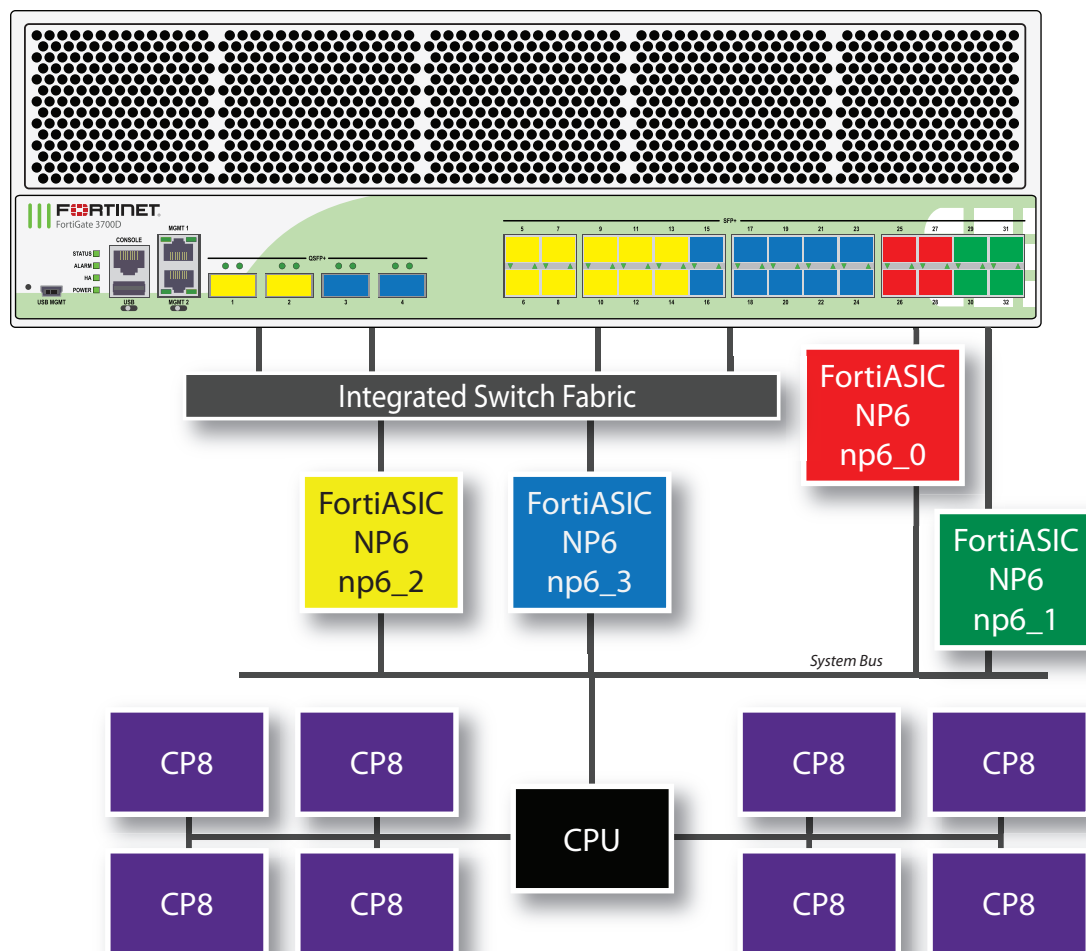 FORTINET
FortiGate 3700D
STATUS
ALARM
HA
POWER
USB MGMT
CONSOLE
USB
MGMT 1
MGMT 2
QSFP+
1 2 3 4
SFP+
5 7 9 11 13 15 17 19 21 23 25 27 29 31
6 8 10 12 14 16 18 20 22 24 26 28 30 32
Integrated Switch Fabric
FortiASIC
NP6
np6_0
FortiASIC
NP6
np6_2
FortiASIC
NP6
np6_3
FortiASIC
NP6
np6_1
System Bus
CP8 CP8 CP8 CP8
CPU
CP8 CP8 CP8 CP8